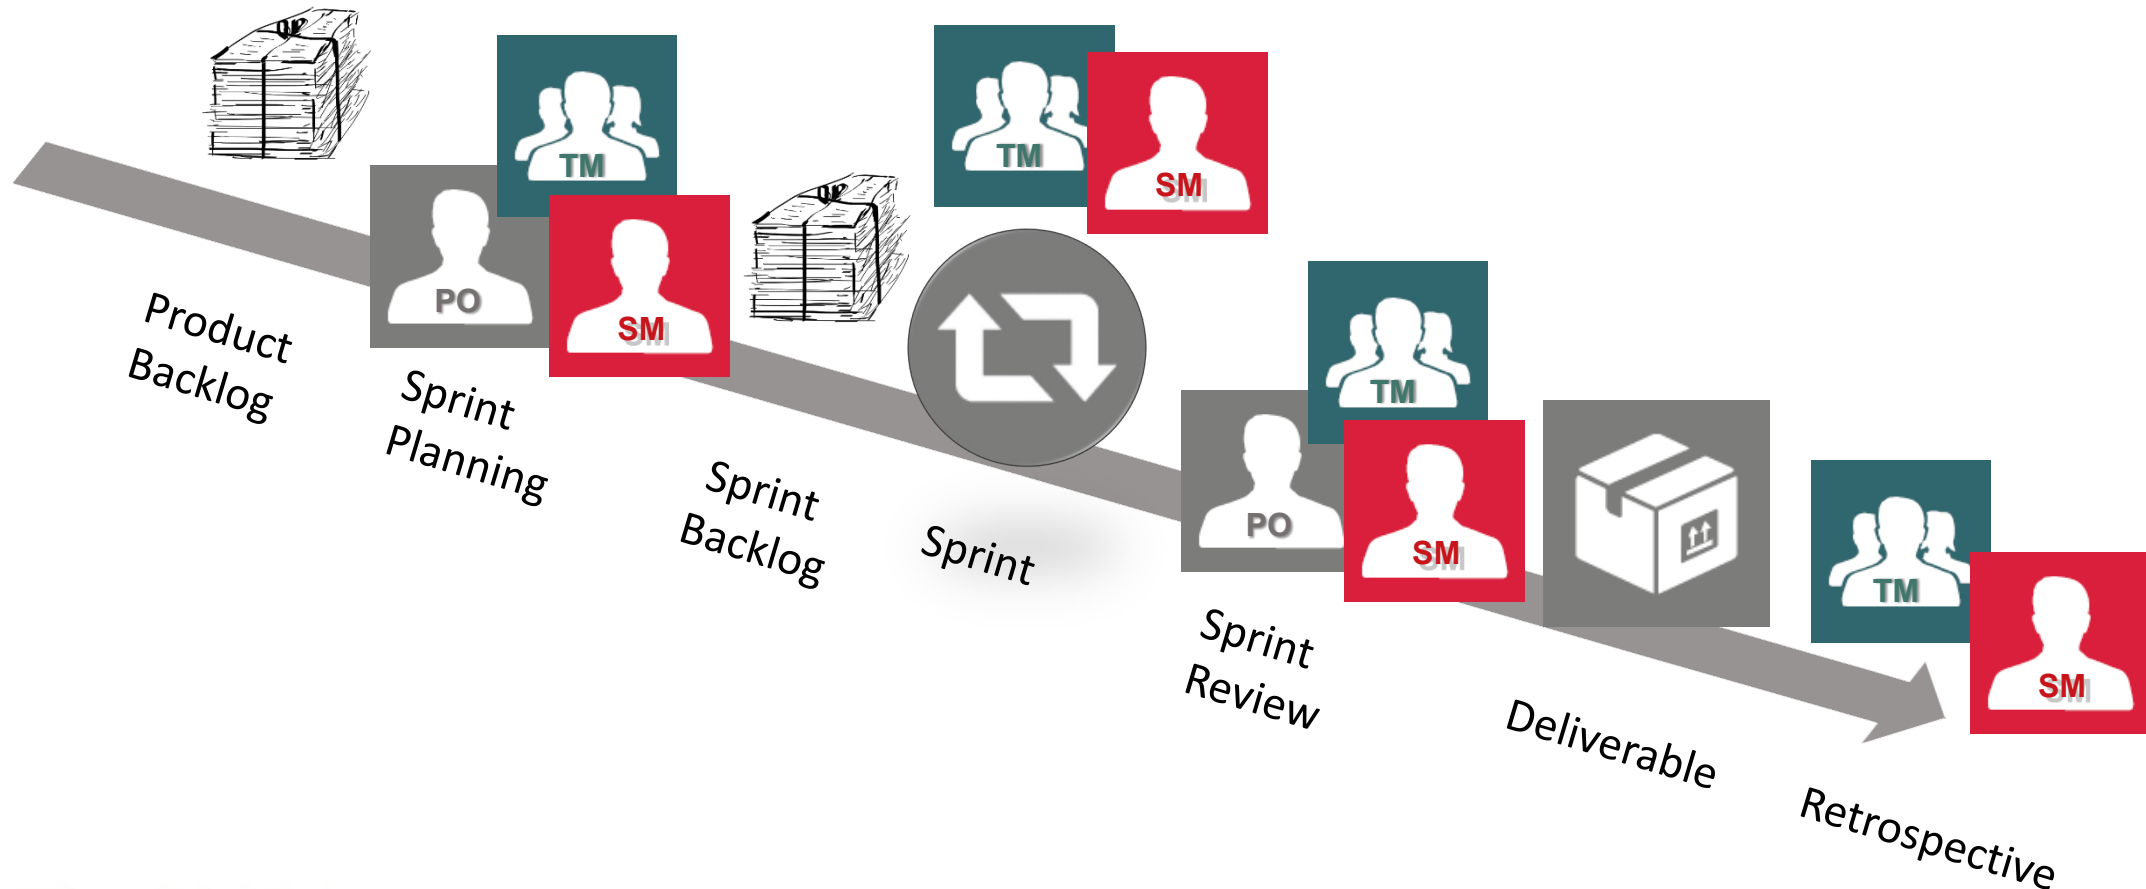 Product
Backlog
PO
TM
SM
Sprint
Planning
Sprint
Backlog
TM
SM
Sprint
PO
TM
SM
Sprint
Review
Deliverable
TM
SM
Retrospective